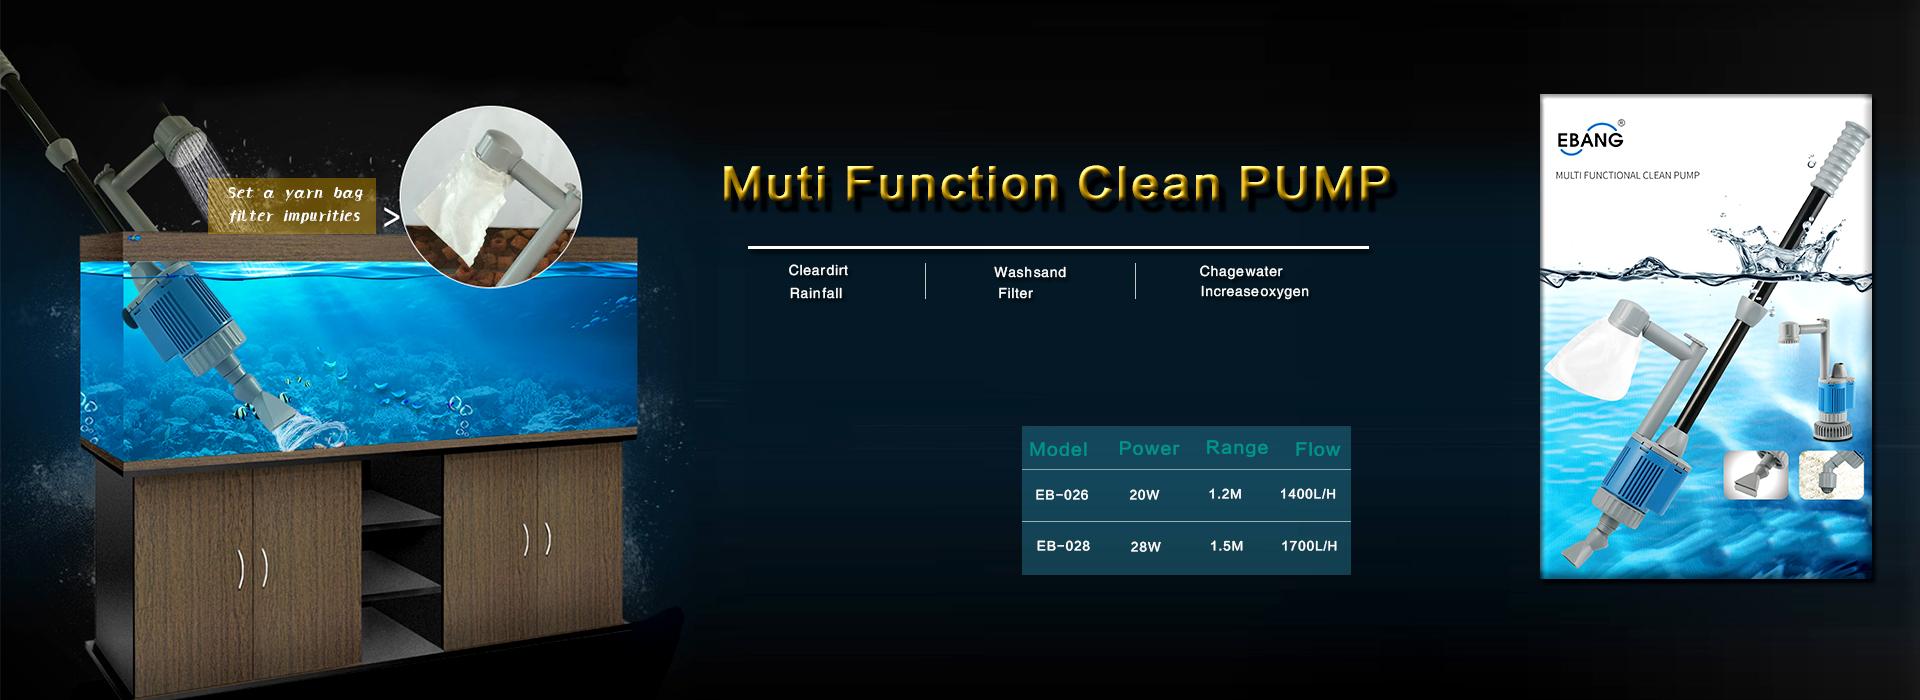 Set a yarn bag
filter impurities
>
Muti Function Clean PUMP
Cleardirt
Rainfall
Washsand
Filter
Chagewater
Increaseoxygen
Model Power Range Flow
EB-026 20W 1.2M 1400L/H
EB-028 28W 1.5M 1700L/H
EBANG®
MULTI FUNCTIONAL CLEAN PUMP